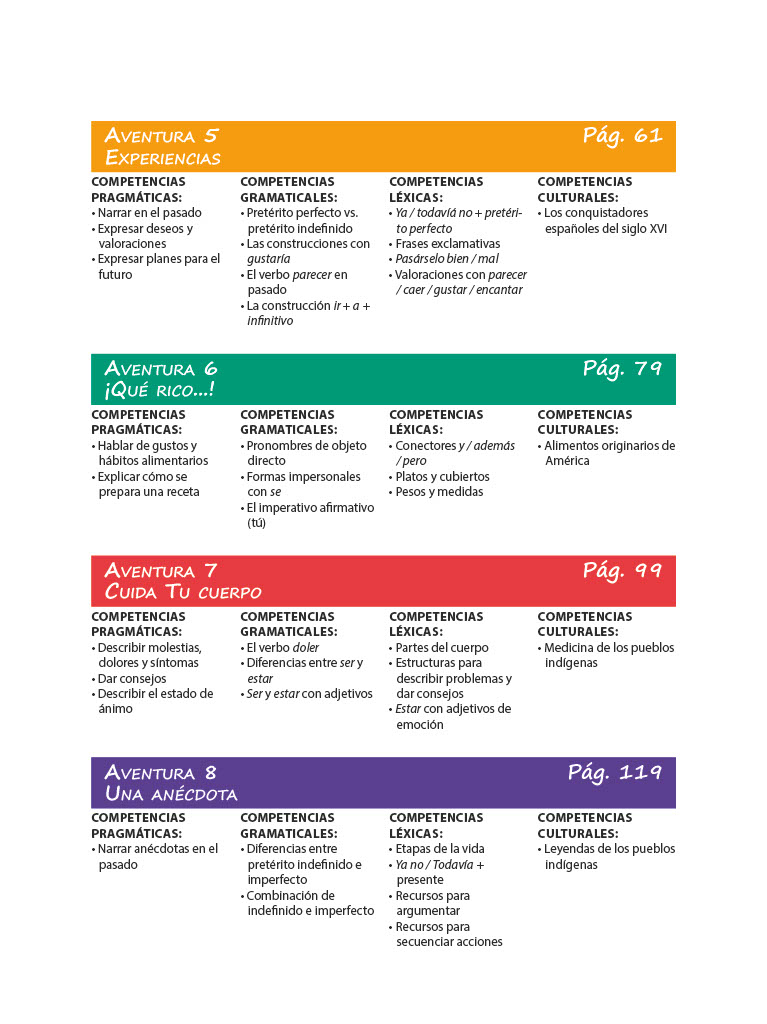 AVENTURA 5 Pág. 61
EXPERIENCIAS
COMPETENCIAS
PRAGMÁTICAS:
• Narrar en el pasado
• Expresar deseos y
valoraciones
• Expresar planes para el
futuro
COMPETENCIAS
GRAMATICALES:
• Pretérito perfecto vs.
pretérito indefinido
• Las construcciones con
gustaría
• El verbo parecer en
pasado
• La construcción ir + a +
infinitivo
COMPETENCIAS
LÉXICAS:
• Ya / todavíá no + pretéri-
to perfecto
• Frases exclamativas
• Pasárselo bien / mal
• Valoraciones con parecer
/ caer / gustar / encantar
COMPETENCIAS
CULTURALES:
• Los conquistadores
españoles del siglo XVI
AVENTURA 6 Pág. 79
¡QUÉ RICO...!
COMPETENCIAS
PRAGMÁTICAS:
• Hablar de gustos y
hábitos alimentarios
• Explicar cómo se
prepara una receta
COMPETENCIAS
GRAMATICALES:
• Pronombres de objeto
directo
• Formas impersonales
con se
• El imperativo afirmativo
(tú)
COMPETENCIAS
LÉXICAS:
• Conectores y / además
/ pero
• Platos y cubiertos
• Pesos y medidas
COMPETENCIAS
CULTURALES:
• Alimentos originarios de
América
AVENTURA 7 Pág. 99
CUIDA TU CUERPO
COMPETENCIAS
PRAGMÁTICAS:
• Describir molestias,
dolores y síntomas
• Dar consejos
• Describir el estado de
ánimo
COMPETENCIAS
GRAMATICALES:
• El verbo doler
• Diferencias entre ser y
estar
• Ser y estar con adjetivos
COMPETENCIAS
LÉXICAS:
• Partes del cuerpo
• Estructuras para
describir problemas y
dar consejos
• Estar con adjetivos de
emoción
COMPETENCIAS
CULTURALES:
• Medicina de los pueblos
indígenas
AVENTURA 8 Pág. 119
UNA ANÉCDOTA
COMPETENCIAS
PRAGMÁTICAS:
• Narrar anécdotas en el
pasado
COMPETENCIAS
GRAMATICALES:
• Diferencias entre
pretérito indefinido e
imperfecto
• Combinación de
indefinido e imperfecto
COMPETENCIAS
LÉXICAS:
• Etapas de la vida
• Ya no / Todavía +
presente
• Recursos para
argumentar
• Recursos para
secuenciar acciones
COMPETENCIAS
CULTURALES:
• Leyendas de los pueblos
indígenas